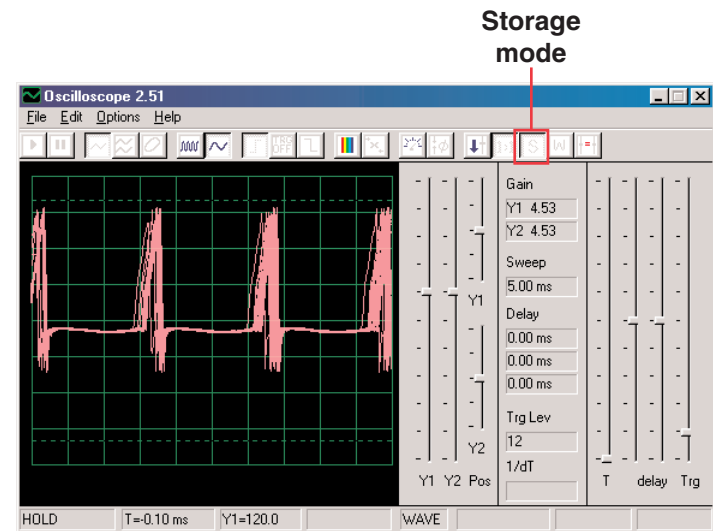 Storage
mode
Oscilloscope 2.51
File Edit Options Help
TRG
OFF
S
W
Gain
Y1 4.53
Y2 4.53
Sweep
5.00 ms
Y1
Delay
0.00 ms
0.00 ms
0.00 ms
Trg Lev
12
Y2
1/dT
Y1 Y2 Pos
T delay Trg
HOLD T=-0.10 ms Y1=120.0 WAVE